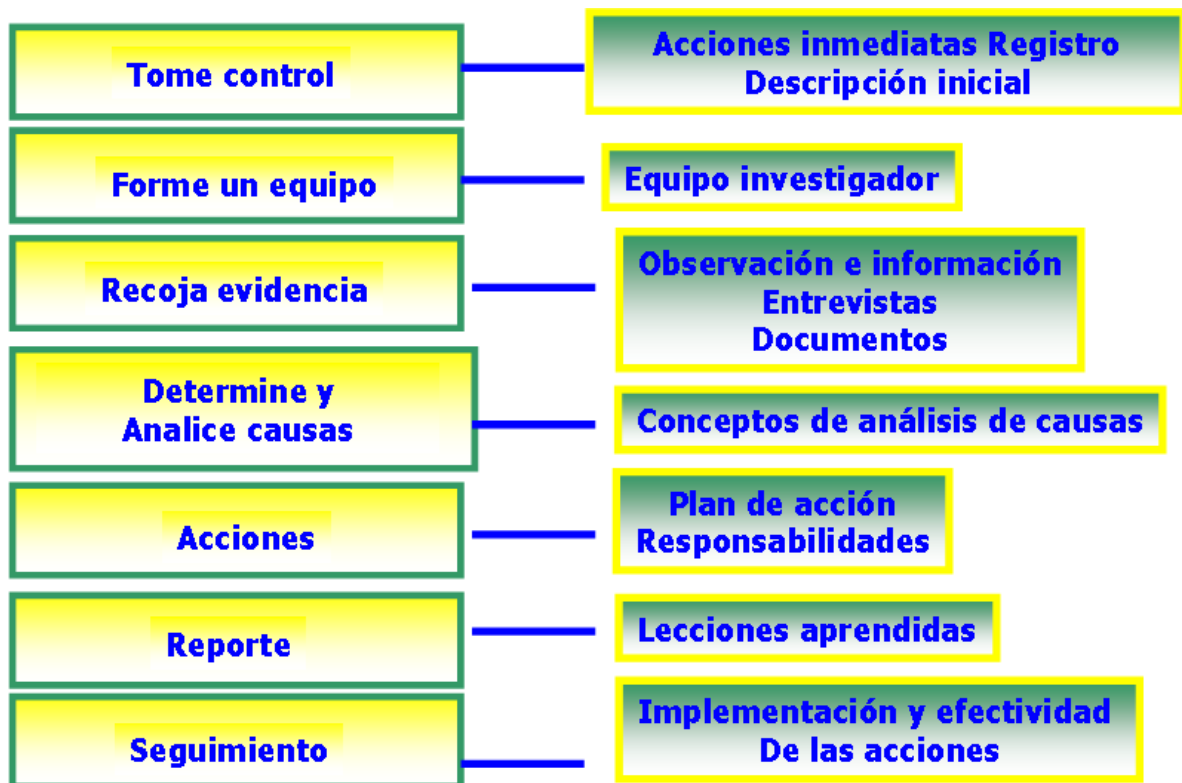 Tome control
Acciones inmediatas Registro
Descripción inicial
Forme un equipo
Equipo investigador
Recoja evidencia
Observación e información
Entrevistas
Documentos
Determine y
Analice causas
Conceptos de análisis de causas
Acciones
Plan de acción
Responsabilidades
Reporte
Lecciones aprendidas
Seguimiento
Implementación y efectividad
De las acciones